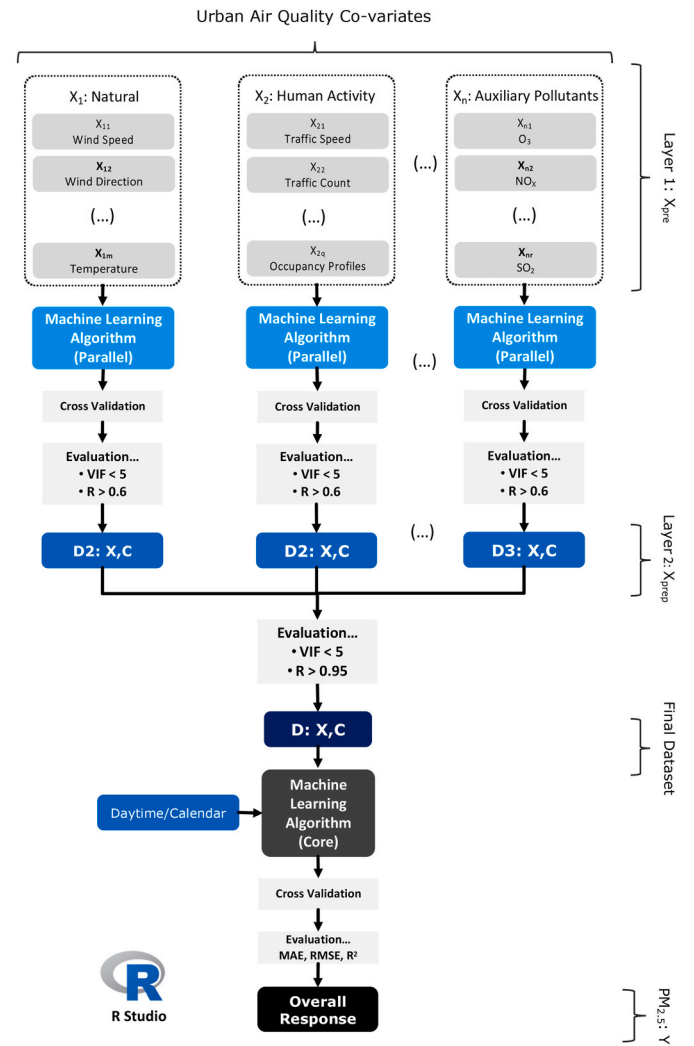 Urban Air Quality Co-variates
X₁: Natural
X₁₁
Wind Speed
X₁₂
Wind Direction
(...)
X₁ₘ
Temperature
X₂: Human Activity
X₂₁
Traffic Speed
X₂₂
Traffic Count
(...)
X₂q
Occupancy Profiles
(...)
Xₙ: Auxiliary Pollutants
Xₙ₁
O₃
Xₙ₂
NOₓ
(...)
Xₙᵣ
SO₂
Layer 1: Xₚᵣₑ
Machine Learning
Algorithm
(Parallel)
Machine Learning
Algorithm
(Parallel)
(...)
Machine Learning
Algorithm
(Parallel)
Cross Validation
Cross Validation
Cross Validation
Evaluation...
• VIF < 5
• R > 0.6
Evaluation...
• VIF < 5
• R > 0.6
Evaluation...
• VIF < 5
• R > 0.6
D2: X,C
D2: X,C
(...)
D3: X,C
Layer 2: Xₚᵣₑₚ
Evaluation...
• VIF < 5
• R > 0.95
D: X,C
Final Dataset
Daytime/Calendar
Machine
Learning
Algorithm
(Core)
Cross Validation
Evaluation...
MAE, RMSE, R²
R
R Studio
Overall
Response
PM₂.₅: Y